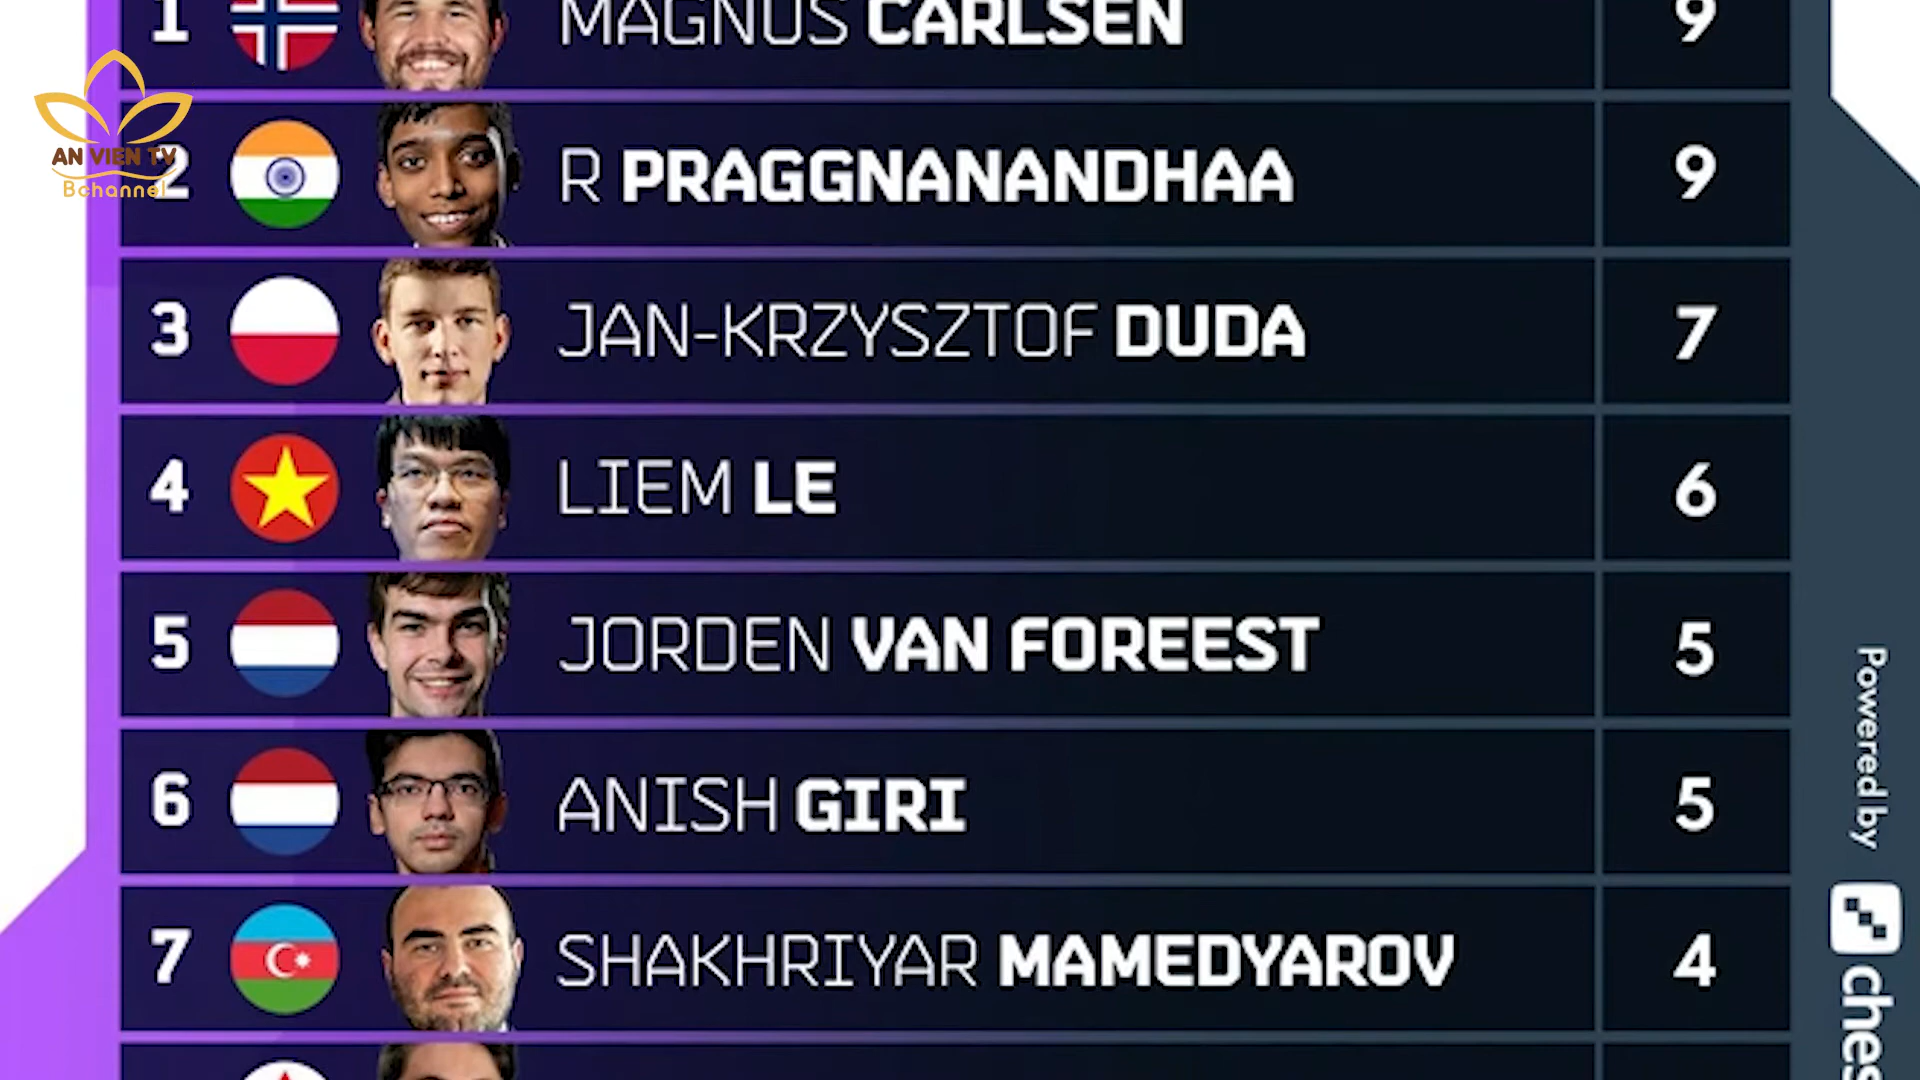 1 MAGNUS CARLSEN 9
AN VIEN TV
Bchannel
2 R PRAGGNANANDHAA 9
3 JAN-KRZYSZTOF DUDA 7
4 LIEM LE 6
5 JORDEN VAN FOREEST 5
6 ANISH GIRI 5
7 SHAKHRIYAR MAMEDYAROV 4
Powered by
ches